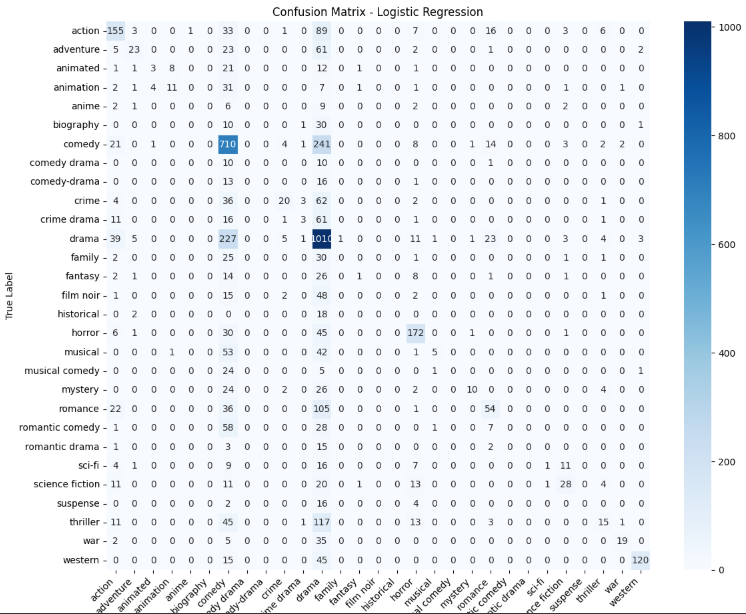 Confusion Matrix - Logistic Regression
True Label
action 155 3 0 0 1 0 33 0 0 1 0 89 0 0 0 0 7 0 0 0 16 0 0 0 3 0 6 0 0
adventure 5 23 0 0 0 0 23 0 0 0 0 61 0 0 0 0 2 0 0 0 1 0 0 0 0 0 0 0 2
animated 1 1 3 8 0 0 21 0 0 0 0 12 0 1 0 0 1 0 0 0 0 0 0 0 0 0 0 0 0
animation 2 1 4 11 0 0 31 0 0 0 0 7 0 1 0 0 1 0 0 0 0 0 0 0 1 0 0 1 0
anime 2 1 0 0 0 0 6 0 0 0 0 9 0 0 0 0 2 0 0 0 0 0 0 0 2 0 0 0 0
biography 0 0 0 0 0 0 10 0 0 0 1 30 0 0 0 0 0 0 0 0 0 0 0 0 0 0 0 0 1
comedy 21 0 1 0 0 0 710 0 0 4 1 241 0 0 0 0 8 0 0 1 14 0 0 0 3 0 2 2 0
comedy drama 0 0 0 0 0 0 10 0 0 0 0 10 0 0 0 0 0 0 0 0 1 0 0 0 0 0 0 0 0
comedy-drama 0 0 0 0 0 0 13 0 0 0 0 16 0 0 0 0 1 0 0 0 0 0 0 0 0 0 0 0 0
crime 4 0 0 0 0 0 36 0 0 20 3 62 0 0 0 0 2 0 0 0 0 0 0 0 0 0 1 0 0
crime drama 11 0 0 0 0 0 16 0 0 1 3 61 0 0 0 0 1 0 0 0 0 0 0 0 0 0 1 0 0
drama 39 5 0 0 0 0 227 0 0 5 1 1010 1 0 0 0 11 1 0 1 23 0 0 0 3 0 4 0 3
family 2 0 0 0 0 0 25 0 0 0 0 30 0 0 0 0 1 0 0 0 0 0 0 0 1 0 1 0 0
fantasy 2 1 0 0 0 0 14 0 0 0 0 26 0 1 0 0 8 0 0 0 1 0 0 0 1 0 0 0 0
film noir 1 0 0 0 0 0 15 0 0 2 0 48 0 0 0 0 2 0 0 0 0 0 0 0 0 0 1 0 0
historical 0 2 0 0 0 0 0 0 0 0 0 18 0 0 0 0 0 0 0 0 0 0 0 0 0 0 0 0 0
horror 6 1 0 0 0 0 30 0 0 0 0 45 0 0 0 0 172 0 0 1 0 0 0 0 1 0 0 0 0
musical 0 0 0 1 0 0 53 0 0 0 0 42 0 0 0 0 1 5 0 0 0 0 0 0 0 0 0 0 0
musical comedy 0 0 0 0 0 0 24 0 0 0 0 5 0 0 0 0 0 1 0 0 0 0 0 0 0 0 0 0 1
mystery 0 0 0 0 0 0 24 0 0 2 0 26 0 0 0 0 2 0 0 10 0 0 0 0 0 0 4 0 0
romance 22 0 0 0 0 0 36 0 0 0 0 105 0 0 0 0 1 0 0 0 54 0 0 0 0 0 0 0 0
romantic comedy 1 0 0 0 0 0 58 0 0 0 0 28 0 0 0 0 0 1 0 0 7 0 0 0 0 0 0 0 0
romantic drama 1 0 0 0 0 0 3 0 0 0 0 15 0 0 0 0 0 0 0 0 2 0 0 0 0 0 0 0 0
sci-fi 4 1 0 0 0 0 9 0 0 0 0 16 0 0 0 0 7 0 0 0 0 0 0 1 11 0 0 0 0
science fiction 11 0 0 0 0 0 11 0 0 0 0 20 0 1 0 0 13 0 0 0 0 0 0 1 28 0 4 0 0
suspense 0 0 0 0 0 0 2 0 0 0 0 16 0 0 0 0 4 0 0 0 0 0 0 0 0 0 0 0 0
thriller 11 0 0 0 0 0 45 0 0 0 1 117 0 0 0 0 13 0 0 0 3 0 0 0 0 0 15 1 0
war 2 0 0 0 0 0 5 0 0 0 0 35 0 0 0 0 0 0 0 0 0 0 0 0 0 0 0 19 0
western 0 0 0 0 0 0 15 0 0 0 0 45 0 0 0 0 0 0 0 0 0 0 0 0 0 0 0 0 120
action adventure animated animation anime biography comedy drama crime drama drama family fantasy film noir historical horror musical comedy mystery romance comedy drama sci-fi fiction suspense thriller war western
1000
800
600
400
200
0